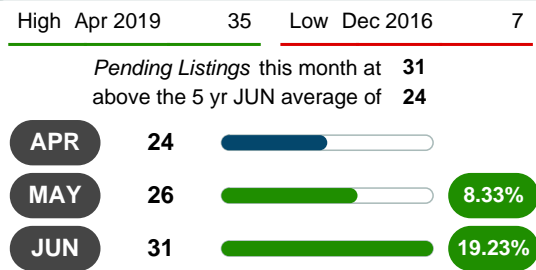 High Apr 2019 35 Low Dec 2016 7
Pending Listings this month at 31
above the 5 yr JUN average of 24
APR 24
MAY 26 8.33%
JUN 31 19.23%